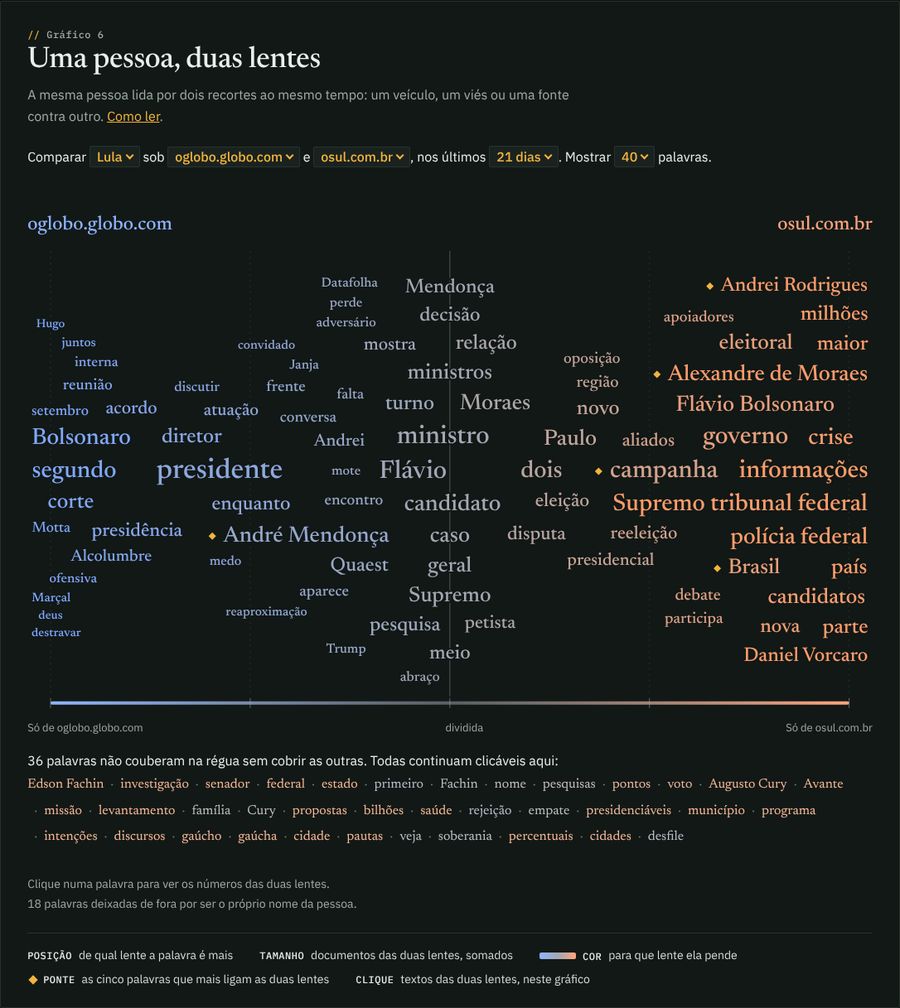 // Gráfico 6
Uma pessoa, duas lentes
A mesma pessoa lida por dois recortes ao mesmo tempo: um veículo, um viés ou uma fonte
contra outro. Como ler.
Comparar Lula sob oglobo.globo.com e osul.com.br, nos últimos 21 dias. Mostrar 40 palavras.
oglobo.globo.com osul.com.br
Datafolha Mendonça Andrei Rodrigues
perde
adversário decisão apoiadores milhões
Hugo
juntos convidado mostra relação eleitoral maior
interna Janja ministros oposição Alexandre de Moraes
reunião discutir frente falta região
setembro acordo atuação conversa turno Moraes novo Flávio Bolsonaro
Bolsonaro diretor Andrei ministro Paulo aliados governo crise
segundo presidente mote Flávio dois campanha informações
corte enquanto encontro candidato eleição Supremo tribunal federal
Motta presidência André Mendonça caso disputa reeleição polícia federal
Alcolumbre medo Quaest geral presidencial Brasil país
ofensiva
Marçal aparece Supremo debate candidatos
deus reaproximação pesquisa petista participa nova parte
destravar
Trump meio Daniel Vorcaro
abraço
Só de oglobo.globo.com dividida Só de osul.com.br
36 palavras não couberam na régua sem cobrir as outras. Todas continuam clicáveis aqui:
Edson Fachin · investigação · senador · federal · estado · primeiro · Fachin · nome · pesquisas · pontos · voto · Augusto Cury · Avante
· missão · levantamento · família · Cury · propostas · bilhões · saúde · rejeição · empate · presidenciáveis · município · programa
· intenções · discursos · gaúcho · gaúcha · cidade · pautas · veja · soberania · percentuais · cidades · desfile
Clique numa palavra para ver os números das duas lentes.
18 palavras deixadas de fora por ser o próprio nome da pessoa.
POSIÇÃO de qual lente a palavra é mais TAMANHO documentos das duas lentes, somados COR para que lente ela pende
PONTE as cinco palavras que mais ligam as duas lentes CLIQUE textos das duas lentes, neste gráfico